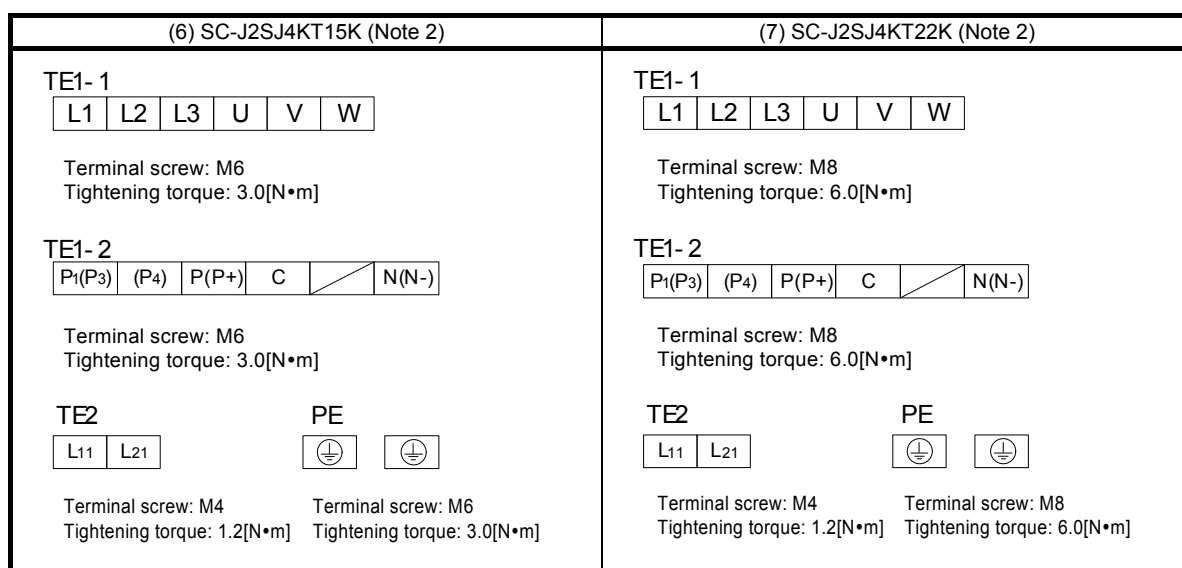 (6) SC-J2SJ4KT15K (Note 2)
TE1-1
L1 L2 L3 U V W
Terminal screw: M6
Tightening torque: 3.0[N•m]
TE1-2
P1(P3) (P4) P(P+) C N(N-)
Terminal screw: M6
Tightening torque: 3.0[N•m]
TE2
L11 L21
Terminal screw: M4
Tightening torque: 1.2[N•m]
PE
Terminal screw: M6
Tightening torque: 3.0[N•m]
(7) SC-J2SJ4KT22K (Note 2)
TE1-1
L1 L2 L3 U V W
Terminal screw: M8
Tightening torque: 6.0[N•m]
TE1-2
P1(P3) (P4) P(P+) C N(N-)
Terminal screw: M8
Tightening torque: 6.0[N•m]
TE2
L11 L21
Terminal screw: M4
Tightening torque: 1.2[N•m]
PE
Terminal screw: M8
Tightening torque: 6.0[N•m]